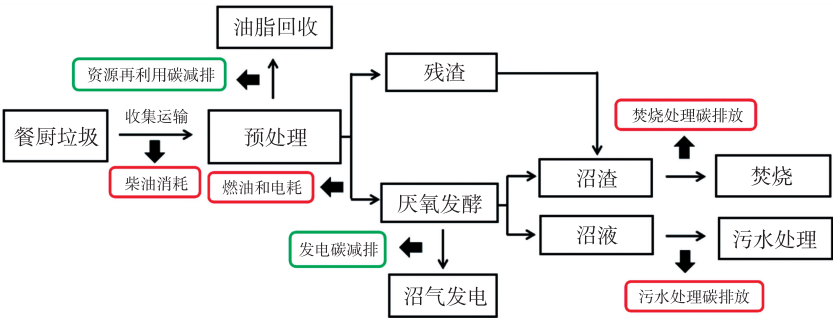 油脂回收
资源再利用碳减排
残渣
餐厨垃圾
收集运输
预处理
焚烧处理碳排放
柴油消耗
燃油和电耗
沼渣
焚烧
厌氧发酵
沼液
污水处理
发电碳减排
沼气发电
污水处理碳排放